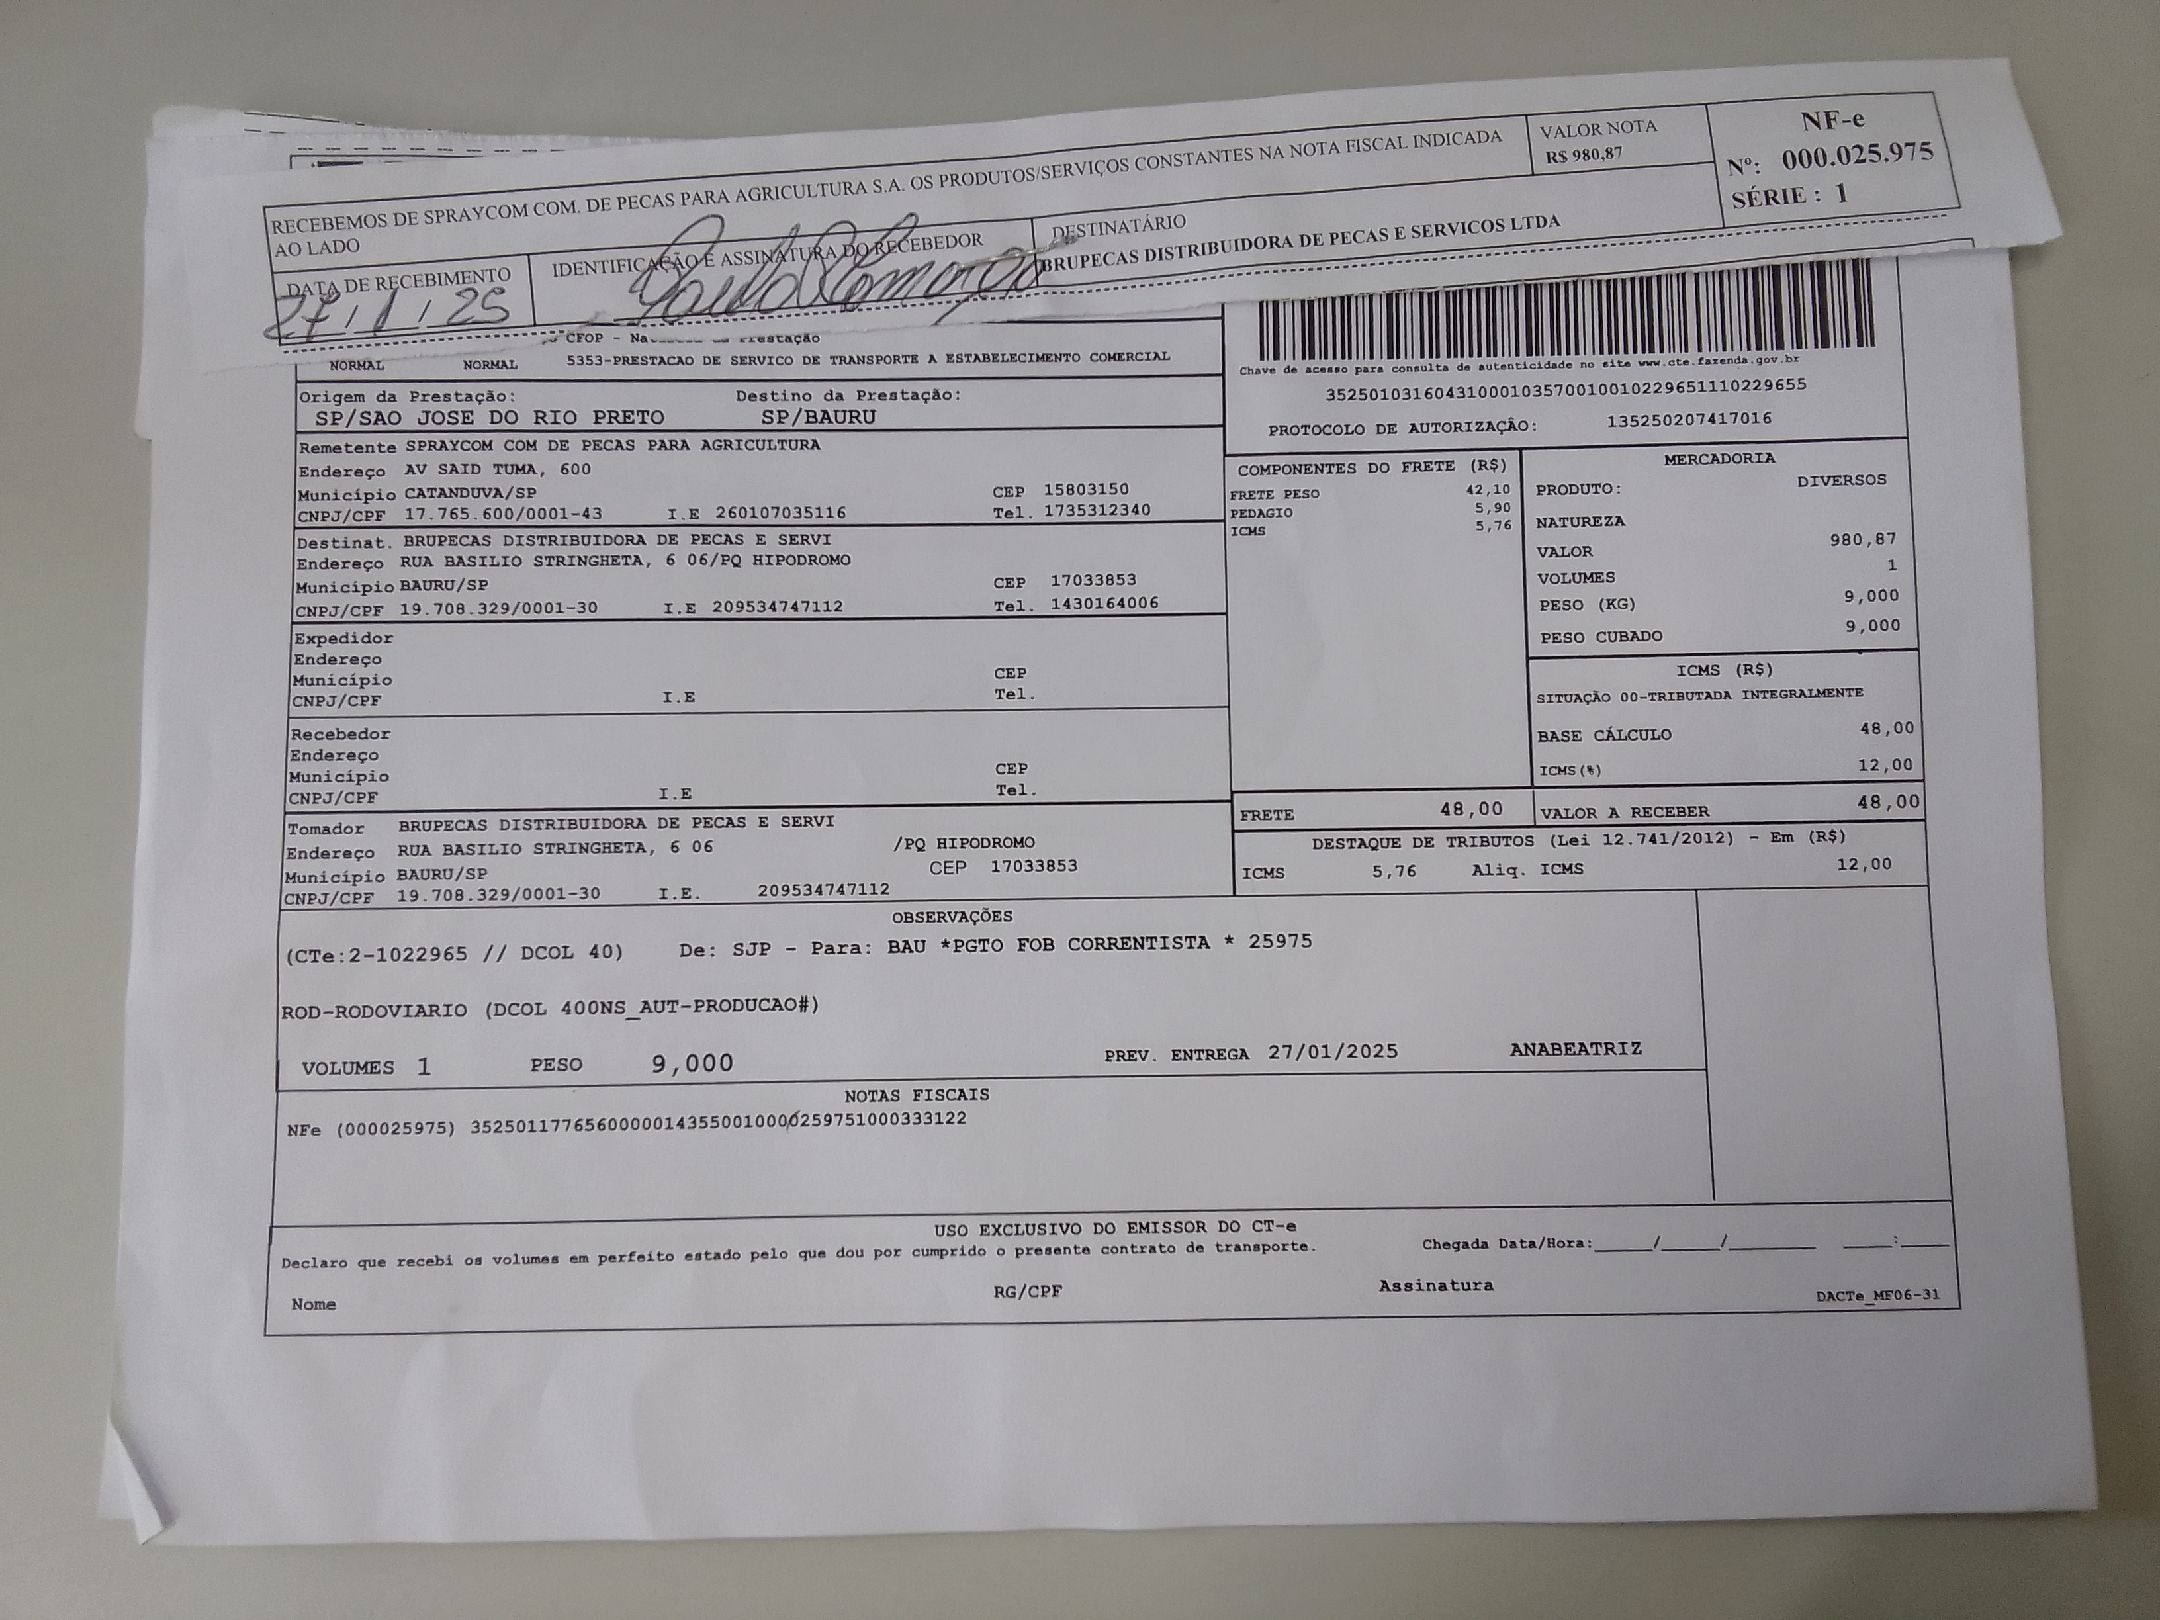 RECEBEMOS DE SPRAYCOM COM. DE PECAS PARA AGRICULTURA S.A. OS PRODUTOS/SERVIÇOS CONSTANTES NA NOTA FISCAL INDICADA
AO LADO
VALOR NOTA
R$ 980,87
NF-e
Nº: 000.025.975
SÉRIE : 1
DATA DE RECEBIMENTO
27/1/25
IDENTIFICAÇÃO E ASSINATURA DO RECEBEDOR
DESTINATÁRIO
BRUPECAS DISTRIBUIDORA DE PECAS E SERVICOS LTDA
CFOP - Prestação
NORMAL NORMAL 5353-PRESTACAO DE SERVICO DE TRANSPORTE A ESTABELECIMENTO COMERCIAL
Chave de acesso para consulta de autenticidade no site www.cte.fazenda.gov.br
35250103160431000103570010010229651110229655
PROTOCOLO DE AUTORIZAÇÃO: 135250207417016
Origem da Prestação: Destino da Prestação:
SP/SAO JOSE DO RIO PRETO SP/BAURU
Remetente SPRAYCOM COM DE PECAS PARA AGRICULTURA
Endereço AV SAID TUMA, 600
Município CATANDUVA/SP CEP 15803150
CNPJ/CPF 17.765.600/0001-43 I.E 260107035116 Tel. 1735312340
Destinat. BRUPECAS DISTRIBUIDORA DE PECAS E SERVI
Endereço RUA BASILIO STRINGHETA, 6 06/PQ HIPODROMO
Município BAURU/SP CEP 17033853
CNPJ/CPF 19.708.329/0001-30 I.E 209534747112 Tel. 1430164006
Expedidor
Endereço
Município CEP
CNPJ/CPF I.E Tel.
Recebedor
Endereço
Município CEP
CNPJ/CPF I.E Tel.
Tomador BRUPECAS DISTRIBUIDORA DE PECAS E SERVI
Endereço RUA BASILIO STRINGHETA, 6 06 /PQ HIPODROMO
Município BAURU/SP CEP 17033853
CNPJ/CPF 19.708.329/0001-30 I.E. 209534747112
COMPONENTES DO FRETE (R$)
FRETE PESO 42,10
PEDAGIO 5,90
ICMS 5,76
MERCADORIA
PRODUTO: DIVERSOS
NATUREZA
VALOR 980,87
VOLUMES 1
PESO (KG) 9,000
PESO CUBADO 9,000
ICMS (R$)
SITUAÇÃO 00-TRIBUTADA INTEGRALMENTE
BASE CÁLCULO 48,00
ICMS(%) 12,00
FRETE 48,00 VALOR A RECEBER 48,00
DESTAQUE DE TRIBUTOS (Lei 12.741/2012) - Em (R$)
ICMS 5,76 Aliq. ICMS 12,00
OBSERVAÇÕES
(CTe:2-1022965 // DCOL 40) De: SJP - Para: BAU *PGTO FOB CORRENTISTA * 25975
ROD-RODOVIARIO (DCOL 400NS_AUT-PRODUCAO#)
VOLUMES 1 PESO 9,000 PREV. ENTREGA 27/01/2025 ANABEATRIZ
NOTAS FISCAIS
NFe (000025975) 35250117765600000143550010000259751000333122
USO EXCLUSIVO DO EMISSOR DO CT-e
Declaro que recebi os volumes em perfeito estado pelo que dou por cumprido o presente contrato de transporte. Chegada Data/Hora:_____/_____/________ ____:____
Nome RG/CPF Assinatura DACTe_MF06-31